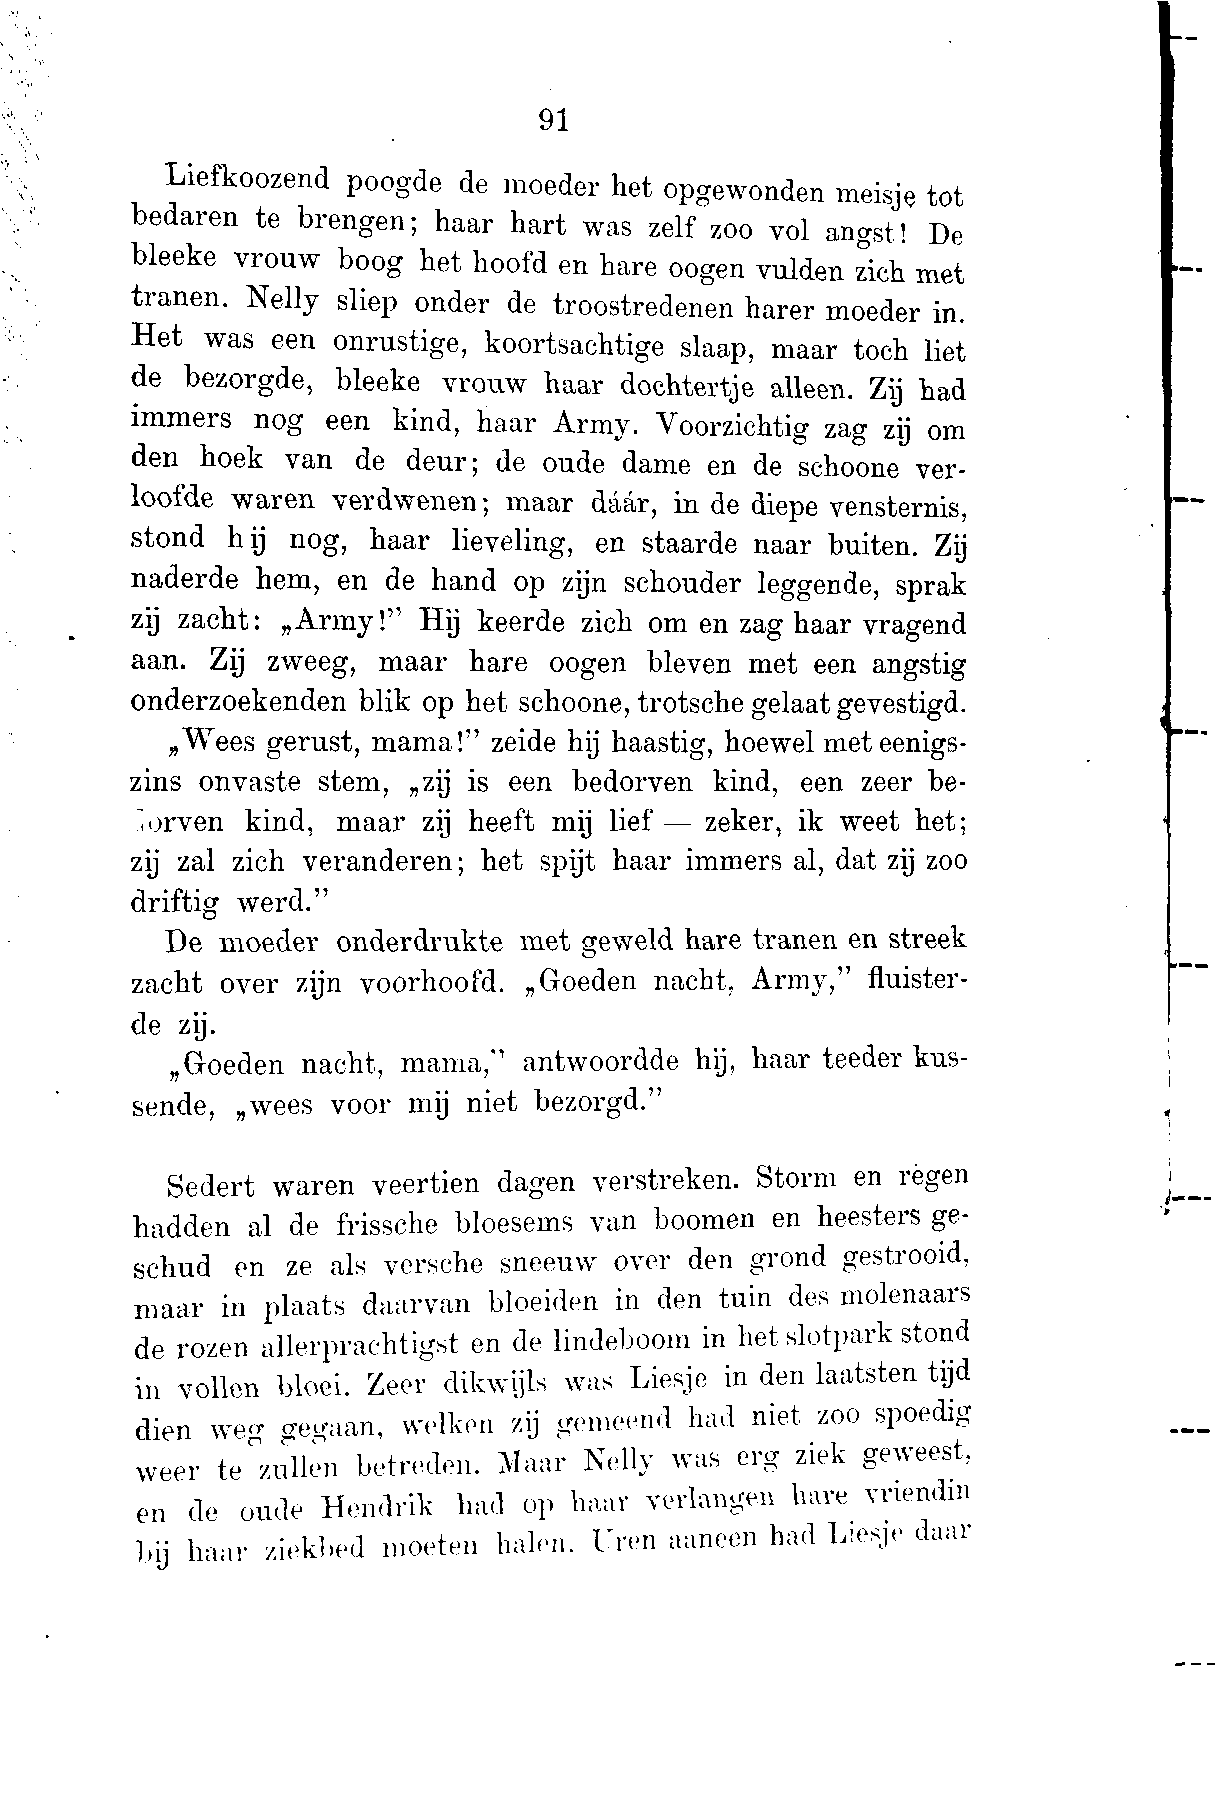 91
Liefkoozend poogde de moeder het opgewonden meisje tot
bedaren te brengen; haar hart was zelf zoo vol angst! De
bleeke vrouw boog het hoofd en hare oogen vulden zich met
tranen. Nelly sliep onder de troostredenen harer moeder in.
Het was een onrustige, koortsachtige slaap, maar toch liet
de bezorgde, bleeke vrouw haar dochtertje alleen. Zij had
immers nog een kind, haar Army. Voorzichtig zag zij om
den hoek van de deur; de oude dame en de schoone ver-
loofde waren verdwenen; maar dáár, in de diepe vensternis,
stond hij nog, haar lieveling, en staarde naar buiten. Zij
naderde hem, en de hand op zijn schouder leggende, sprak
zij zacht: „Army!” Hij keerde zich om en zag haar vragend
aan. Zij zweeg, maar hare oogen bleven met een angstig
onderzoekenden blik op het schoone, trotsche gelaat gevestigd.
„Wees gerust, mama!” zeide hij haastig, hoewel met eenigs-
zins onvaste stem, „zij is een bedorven kind, een zeer be-
dorven kind, maar zij heeft mij lief — zeker, ik weet het;
zij zal zich veranderen; het spijt haar immers al, dat zij zoo
driftig werd.”
De moeder onderdrukte met geweld hare tranen en streek
zacht over zijn voorhoofd. „Goeden nacht, Army,” fluister-
de zij.
„Goeden nacht, mama,” antwoordde hij, haar teeder kus-
sende, „wees voor mij niet bezorgd.”
Sedert waren veertien dagen verstreken. Storm en regen
hadden al de frissche bloesems van boomen en heesters ge-
schud en ze als versche sneeuw over den grond gestrooid,
maar in plaats daarvan bloeiden in den tuin des molenaars
de rozen allerprachtigst en de lindeboom in het slotpark stond
in vollen bloei. Zeer dikwijls was Liesje in den laatsten tijd
dien weg gegaan, welken zij gemeend had niet zoo spoedig
weer te zullen betreden. Maar Nelly was erg ziek geweest,
en de oude Hendrik had op haar verlangen hare vriendin
bij haar ziekbed moeten halen. Uren aaneen had Liesje daar